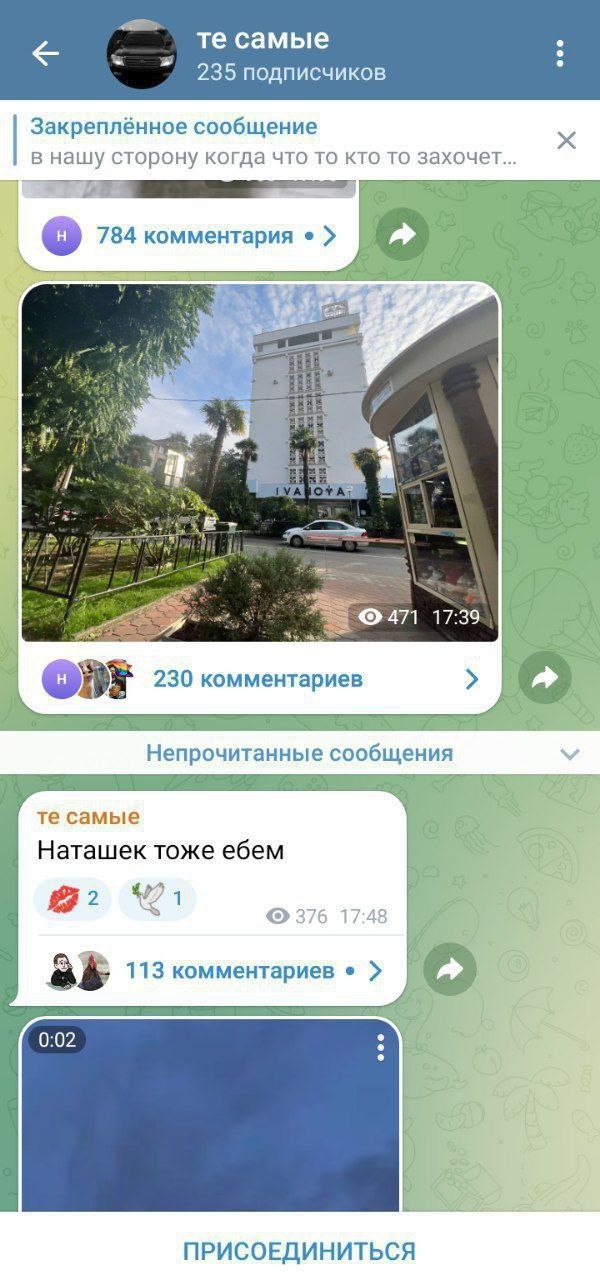 те самые
235 подписчиков
Закреплённое сообщение
в нашу сторону когда что то кто то захочет...
Н
784 комментария
IVANOVA
471 17:39
Н
230 комментариев
Непрочитанные сообщения
те самые
Наташек тоже ебем
2
1
376 17:48
113 комментариев
0:02
ПРИСОЕДИНИТЬСЯ